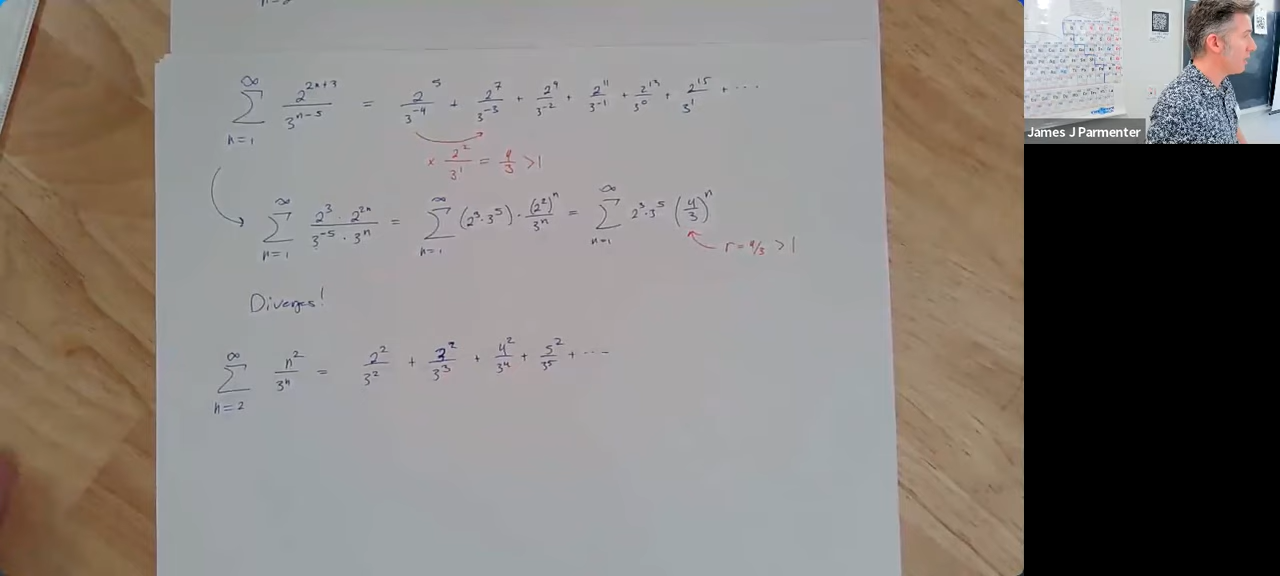 n=2
∞ ∑ n=1 2^(2n+3) / 3^(n-5) = 2^5/3^-4 + 2^7/3^-3 + 2^9/3^-2 + 2^11/3^-1 + 2^13/3^0 + 2^15/3^1 + ···
× 2^2/3^1 = 4/3 >1
∞ ∑ n=1 2^3 · 2^(2n) / 3^-5 · 3^n = ∞ ∑ n=1 (2^3·3^5) · (2^2)^n / 3^n = ∞ ∑ n=1 2^3·3^5 (4/3)^n
r = 4/3 >1
Diverges!
∞ ∑ n=2 n^2/3^n = 2^2/3^2 + 3^2/3^3 + 4^2/3^4 + 5^2/3^5 + ···
James J Parmenter